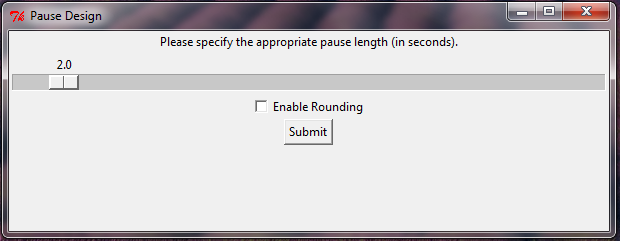 Pause Design
Please specify the appropriate pause length (in seconds).
2.0
Enable Rounding
Submit